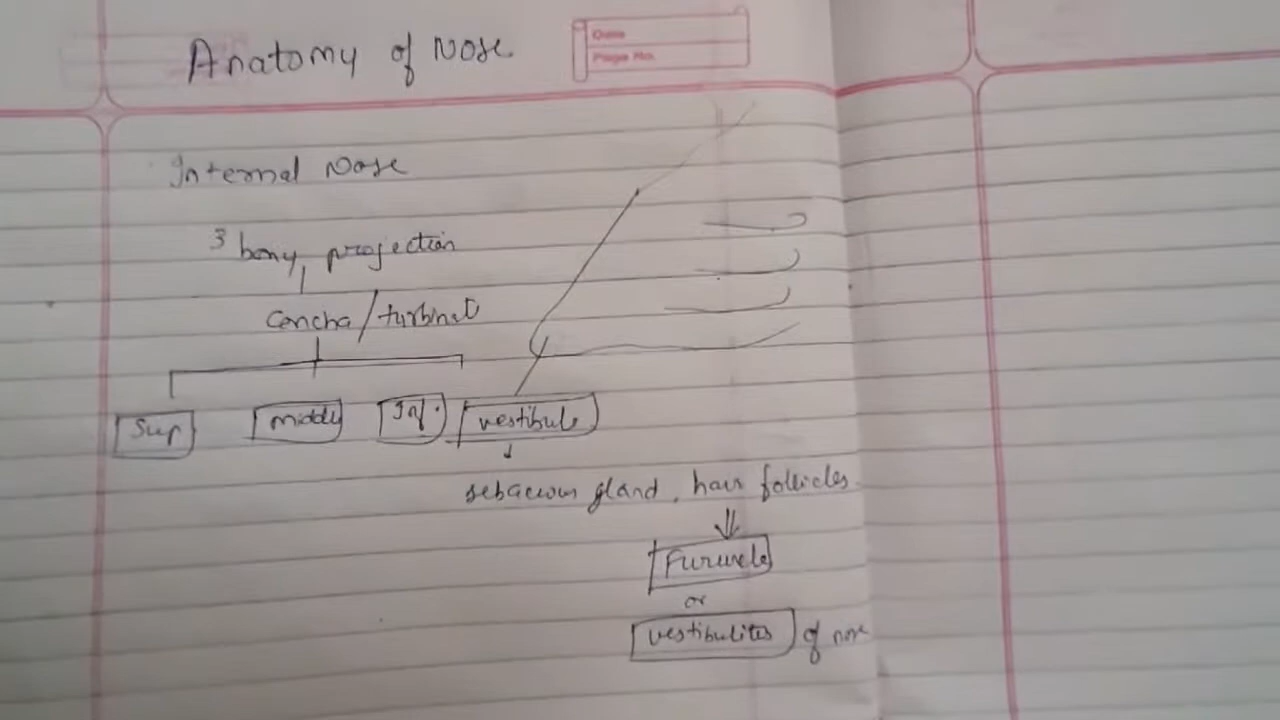 Anatomy of Nose
Date
Page No.
Internal Nose
3 bony projection
Concha/turbinat
Sup middle Inf. vestibule
sebaceous gland, hair follicles
Furuncle
or
vestibulites of nose